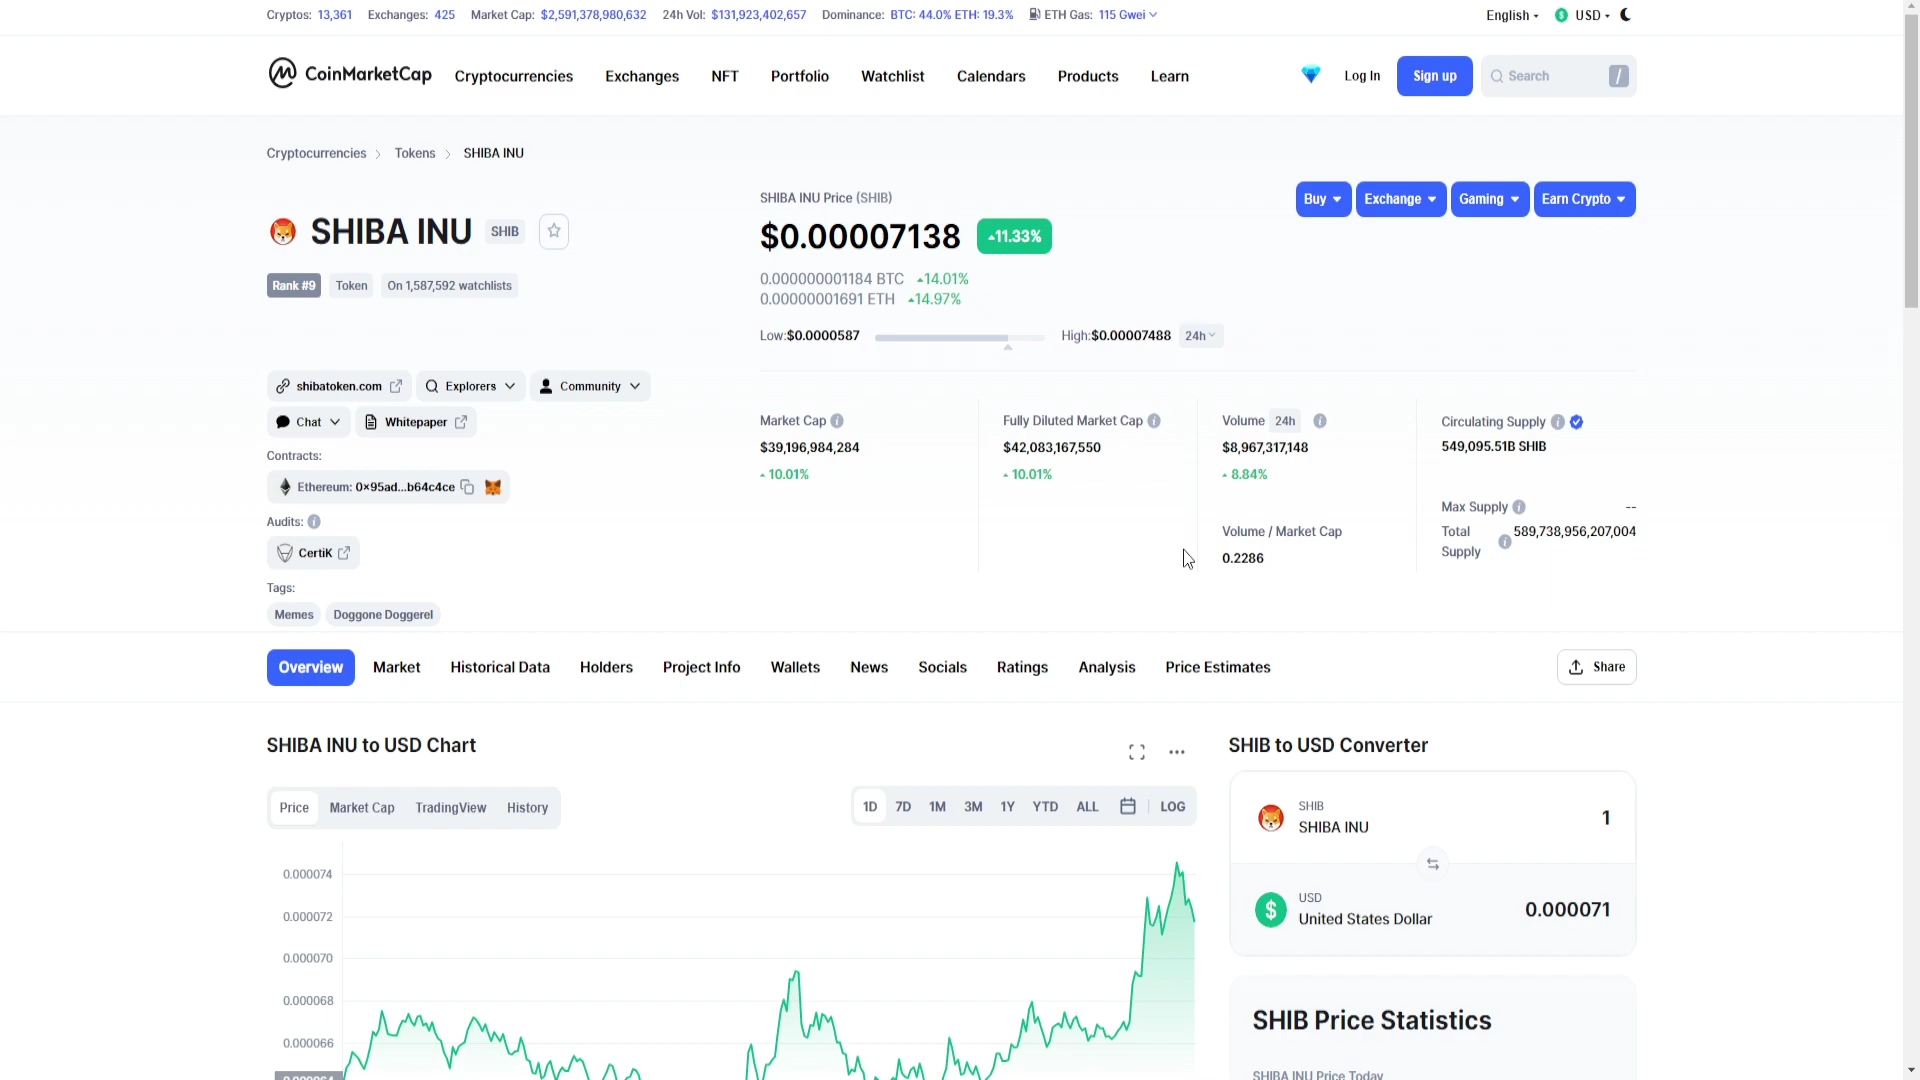 Cryptos: 13,361 Exchanges: 425 Market Cap: $2,591,378,980,632 24h Vol: $131,923,402,657 Dominance: BTC: 44.0% ETH: 19.3% ETH Gas: 115 Gwei English USD
CoinMarketCap Cryptocurrencies Exchanges NFT Portfolio Watchlist Calendars Products Learn Log In Sign up Search /
Cryptocurrencies Tokens SHIBA INU
SHIBA INU Price (SHIB)
Buy Exchange Gaming Earn Crypto
SHIBA INU SHIB
$0.00007138 11.33%
0.000000001184 BTC 14.01%
Rank #9 Token On 1,587,592 watchlists
0.00000001691 ETH 14.97%
Low:$0.0000587 High:$0.00007488 24h
shibatoken.com Explorers Community
Chat Whitepaper
Contracts:
Ethereum: 0x95ad...b64c4ce
Audits:
CertiK
Tags:
Memes Doggone Doggerel
Market Cap
$39,196,984,284
10.01%
Fully Diluted Market Cap
$42,083,167,550
10.01%
Volume 24h
$8,967,317,148
8.84%
Volume / Market Cap
0.2286
Circulating Supply
549,095.51B SHIB
Max Supply --
Total Supply 589,738,956,207,004
Overview Market Historical Data Holders Project Info Wallets News Socials Ratings Analysis Price Estimates Share
SHIBA INU to USD Chart
Price Market Cap TradingView History 1D 7D 1M 3M 1Y YTD ALL LOG
0.000074
0.000072
0.000070
0.000068
0.000066
SHIB to USD Converter
SHIB
SHIBA INU 1
USD
United States Dollar 0.000071
SHIB Price Statistics
SHIBA INU Price Today